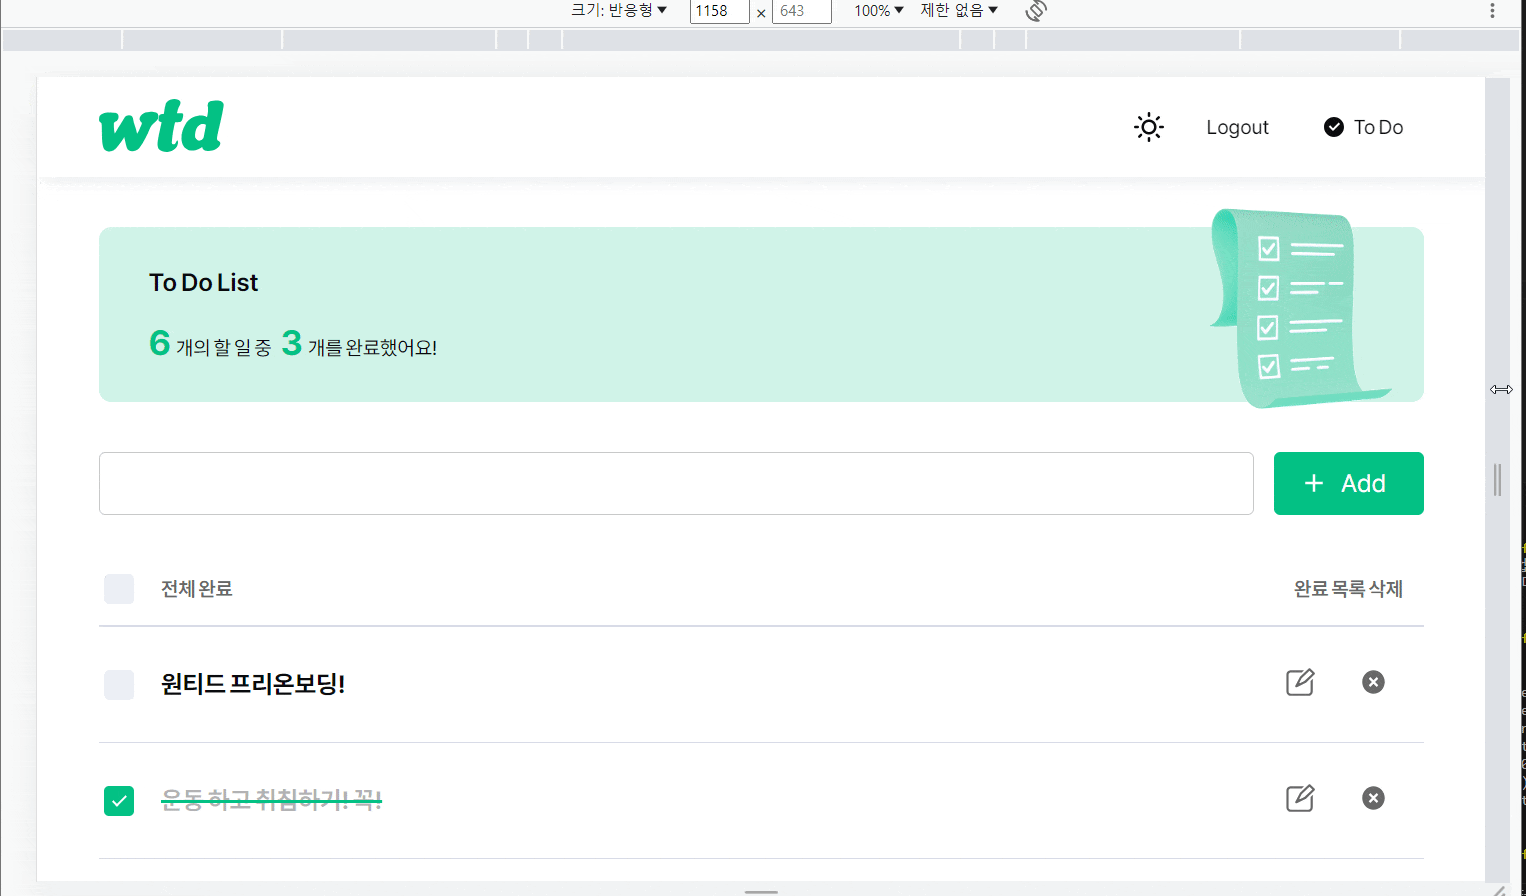 크기: 반응형 1158 × 643 100% 제한 없음
wtd
Logout
To Do
To Do List
6 개의 할 일 중 3 개를 완료했어요!
+ Add
전체 완료
완료 목록 삭제
원티드 프리온보딩!
운동 하고 취침하기! 꼭!